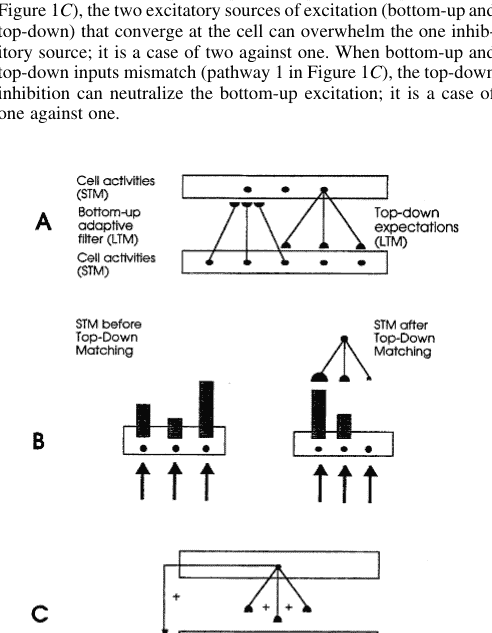 Figure 1C), the two excitatory sources of excitation (bottom-up and
top-down) that converge at the cell can overwhelm the one inhib-
itory source; it is a case of two against one. When bottom-up and
top-down inputs mismatch (pathway 1 in Figure 1C), the top-down
inhibition can neutralize the bottom-up excitation; it is a case of
one against one.
Cell activities
(STM)
A
Bottom-up
adaptive
filter (LTM)
Top-down
expectations
(LTM)
Cell activities
(STM)
STM before
Top-Down
Matching
STM after
Top-Down
Matching
B
C
+
+ +